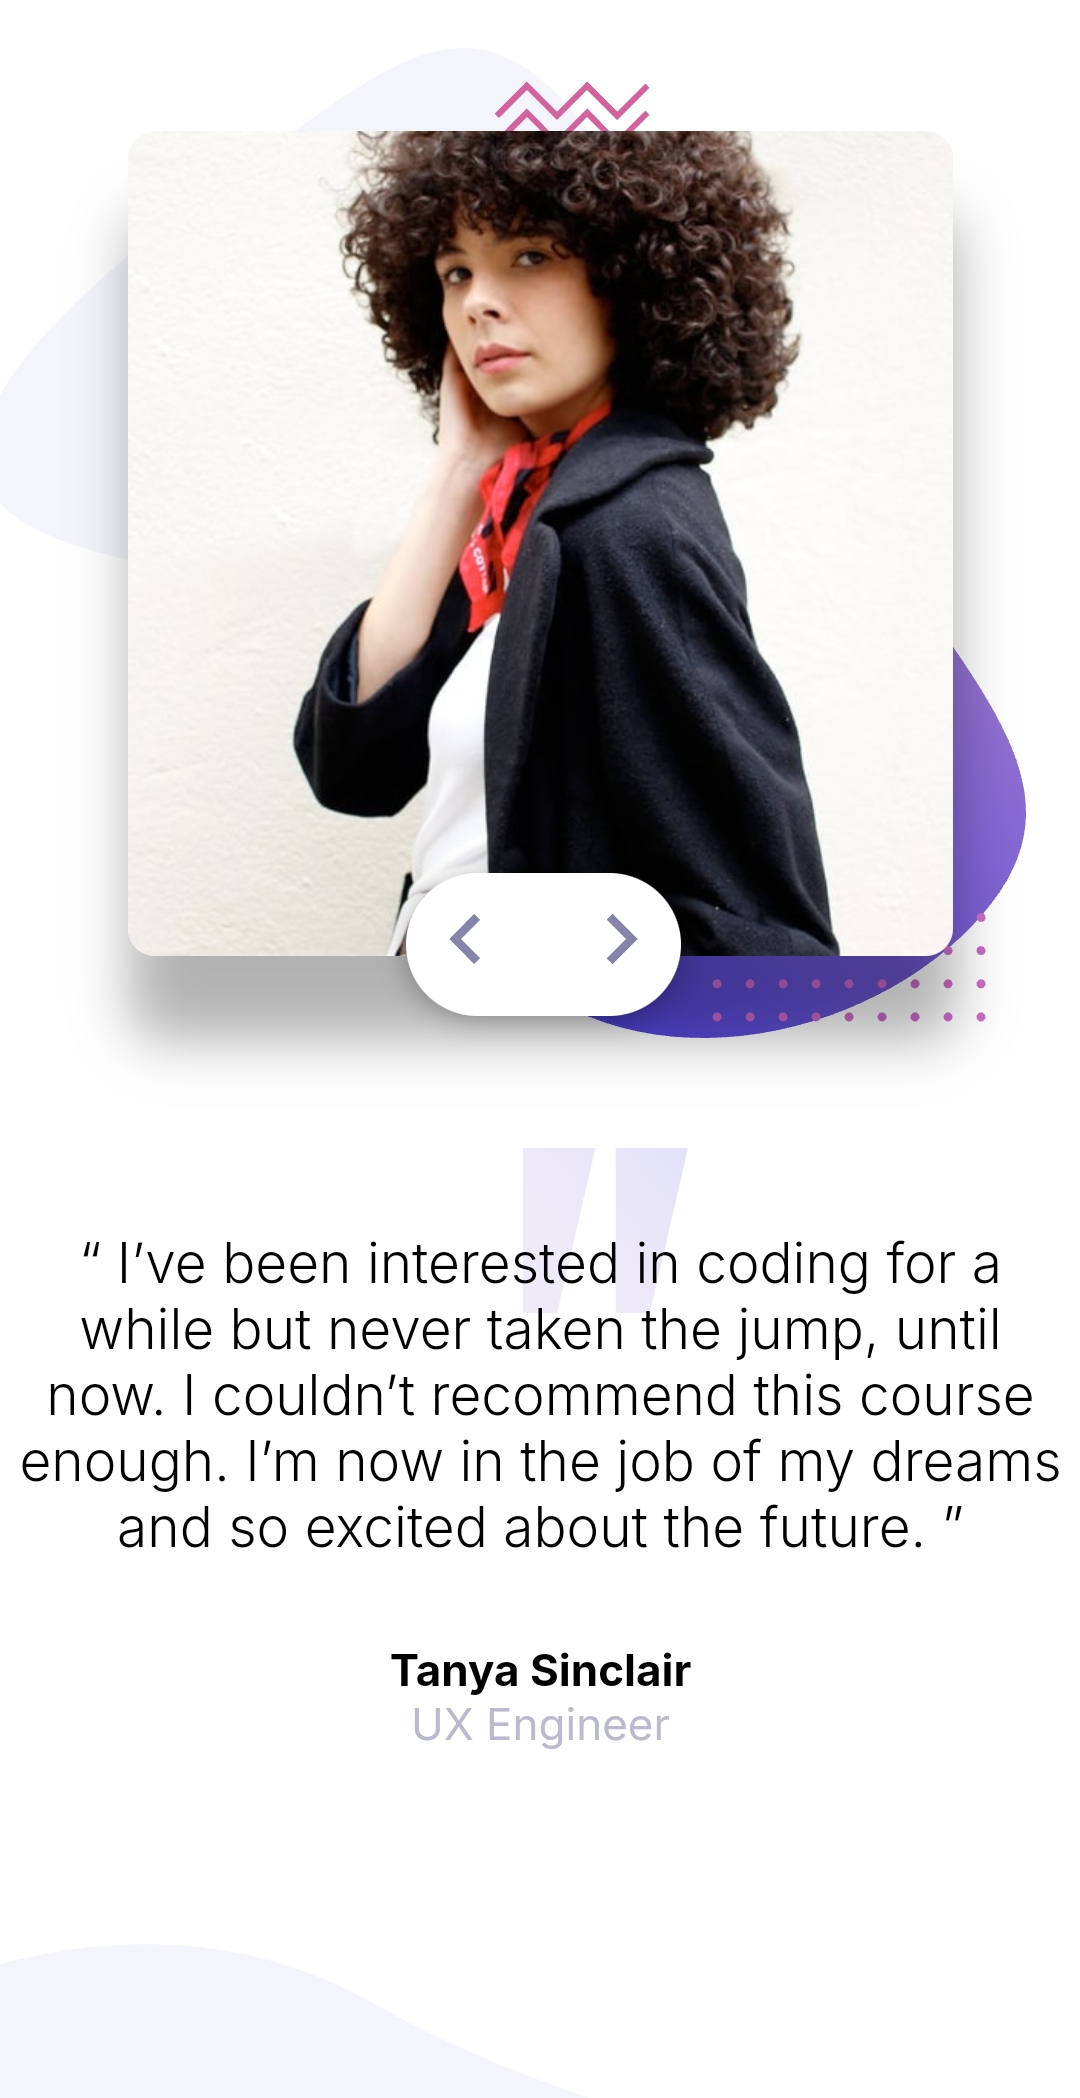 “ I’ve been interested in coding for a
while but never taken the jump, until
now. I couldn’t recommend this course
enough. I’m now in the job of my dreams
and so excited about the future. ”
Tanya Sinclair
UX Engineer